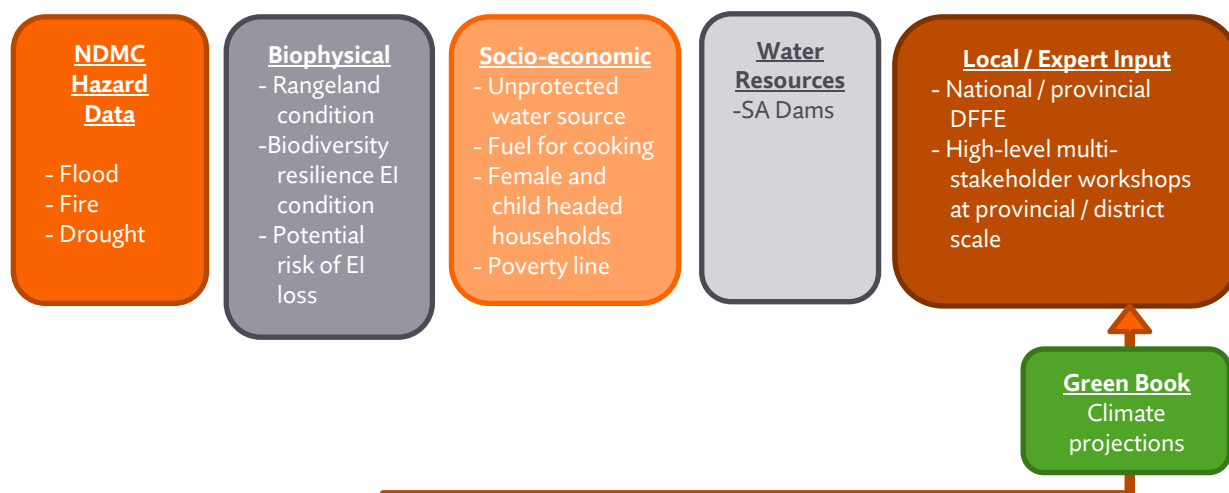 NDMC
Hazard
Data
- Flood
- Fire
- Drought
Biophysical
- Rangeland
condition
-Biodiversity
resilience EI
condition
- Potential
risk of EI
loss
Socio-economic
- Unprotected
water source
- Fuel for cooking
- Female and
child headed
households
- Poverty line
Water
Resources
-SA Dams
Local / Expert Input
- National / provincial
DFFE
- High-level multi-
stakeholder workshops
at provincial / district
scale
Green Book
Climate
projections